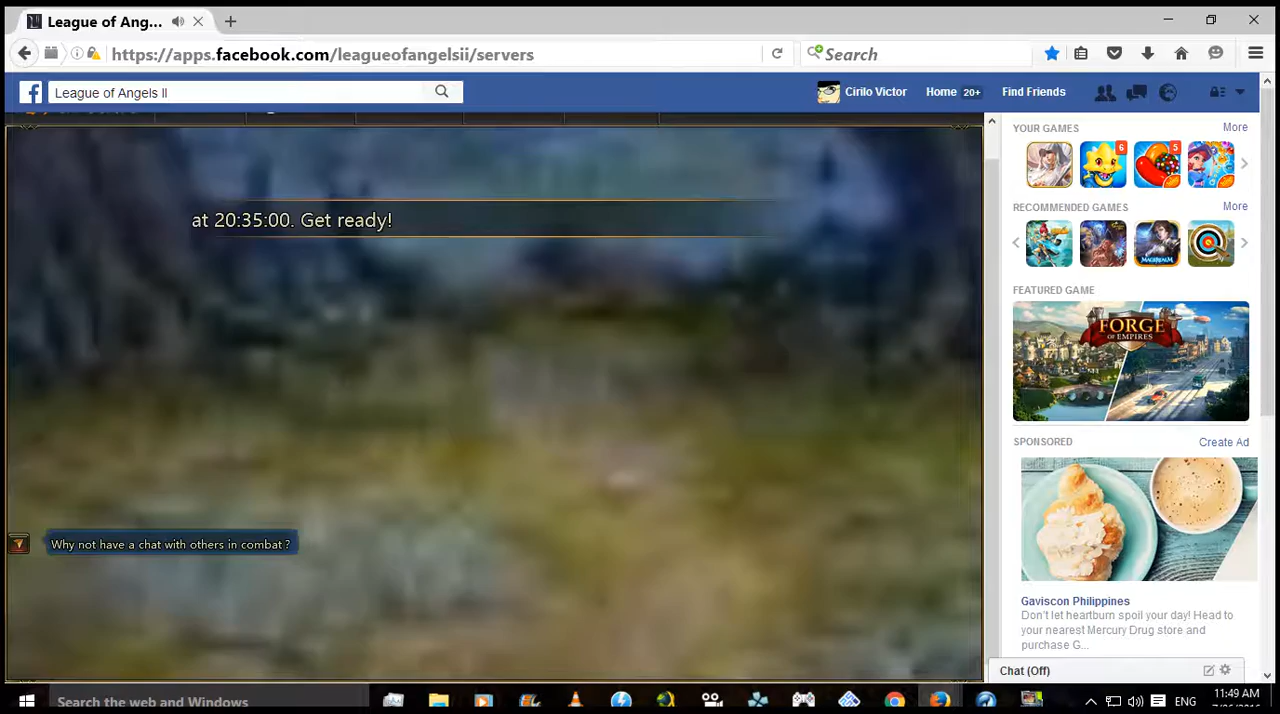 League of Ang...
https://apps.facebook.com/leagueofangelsii/servers
Search
League of Angels II
Cirilo Victor
Home 20+
Find Friends
at 20:35:00. Get ready!
Why not have a chat with others in combat ?
YOUR GAMES
More
6
5
RECOMMENDED GAMES
More
MAGEREALM
FEATURED GAME
FORGE
OF EMPIRES
SPONSORED
Create Ad
Gaviscon Philippines
Don't let heartburn spoil your day! Head to
your nearest Mercury Drug store and
purchase G...
Chat (Off)
Search the web and Windows
ENG
11:49 AM